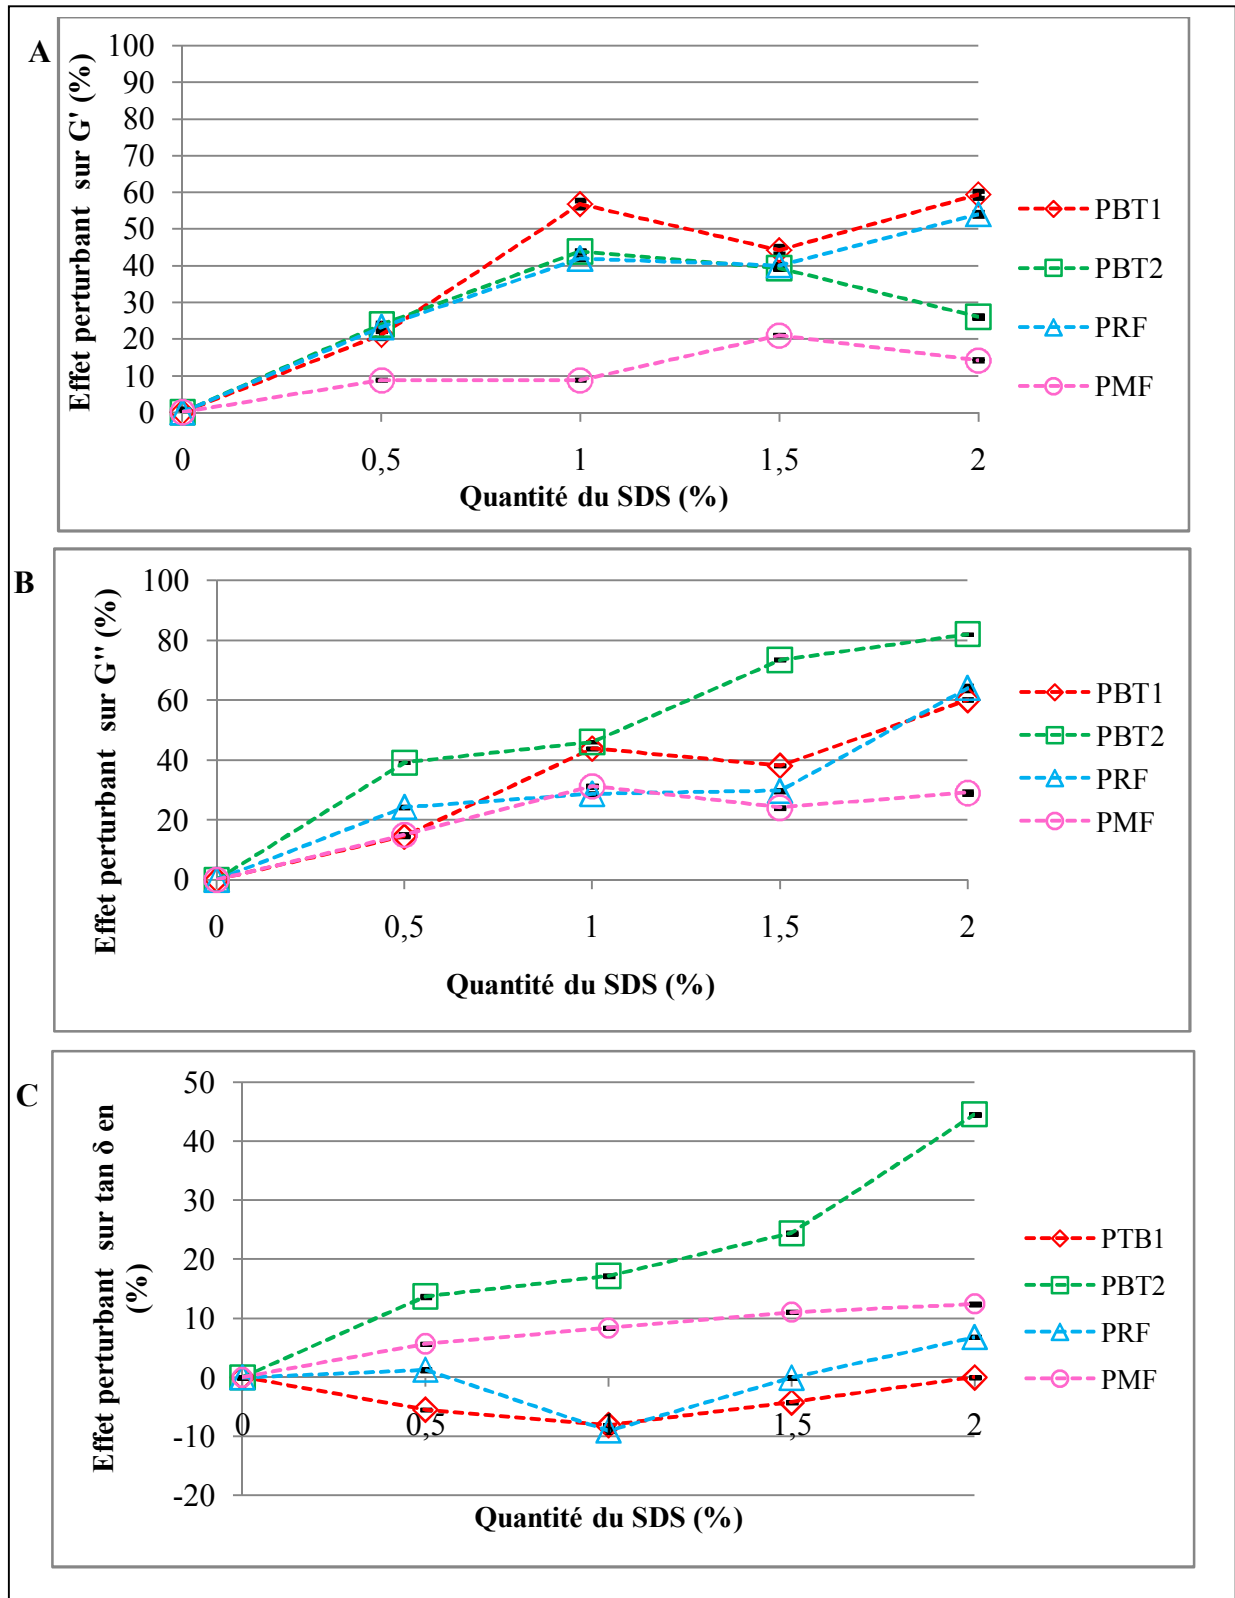 A
Effet perturbant sur G' (%)
100
90
80
70
60
50
40
30
20
10
0
0
0,5
1
1,5
2
Quantité du SDS (%)
PBT1
PBT2
PRF
PMF
B
Effet perturbant sur G'' (%)
100
80
60
40
20
0
0
0,5
1
1,5
2
Quantité du SDS (%)
PBT1
PBT2
PRF
PMF
C
Effet perturbant sur tan δ en
(%)
50
40
30
20
10
0
-10
-20
0
0,5
1,5
2
Quantité du SDS (%)
PTB1
PBT2
PRF
PMF